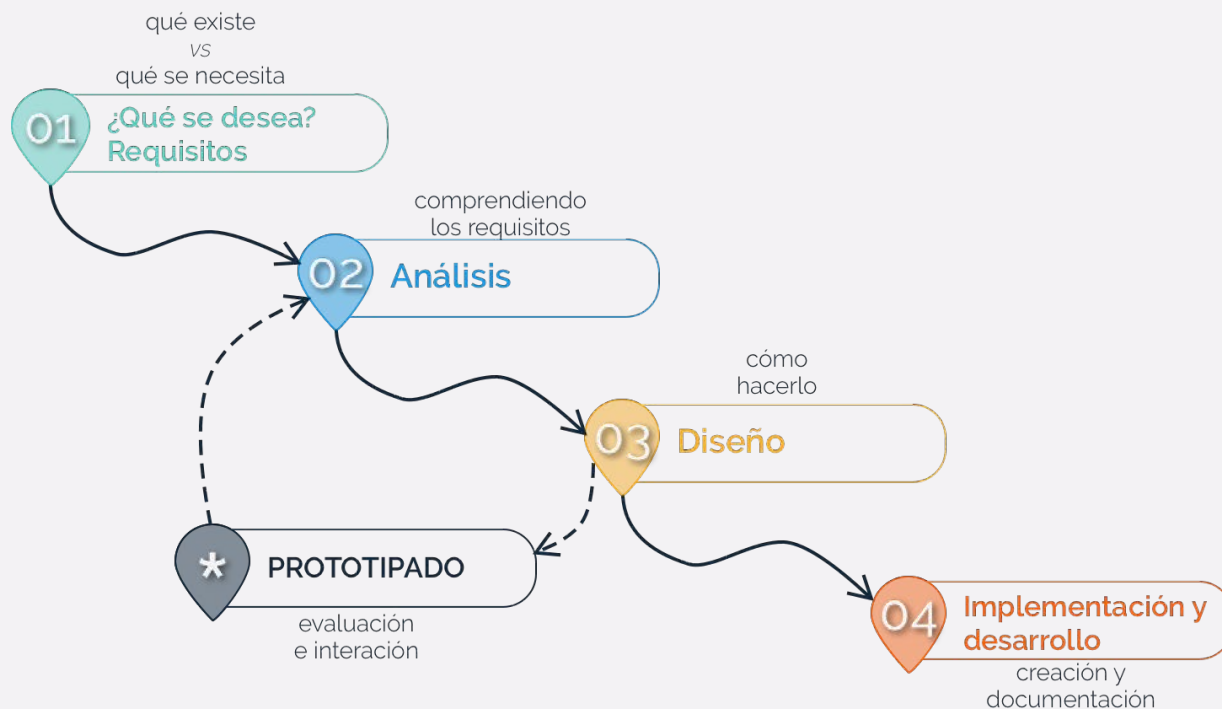 qué existe
vs
qué se necesita
01
¿Qué se desea?
Requisitos
comprendiendo
los requisitos
02
Análisis
cómo
hacerlo
03
Diseño
*
PROTOTIPADO
evaluación
e interación
04
Implementación y
desarrollo
creación y
documentación